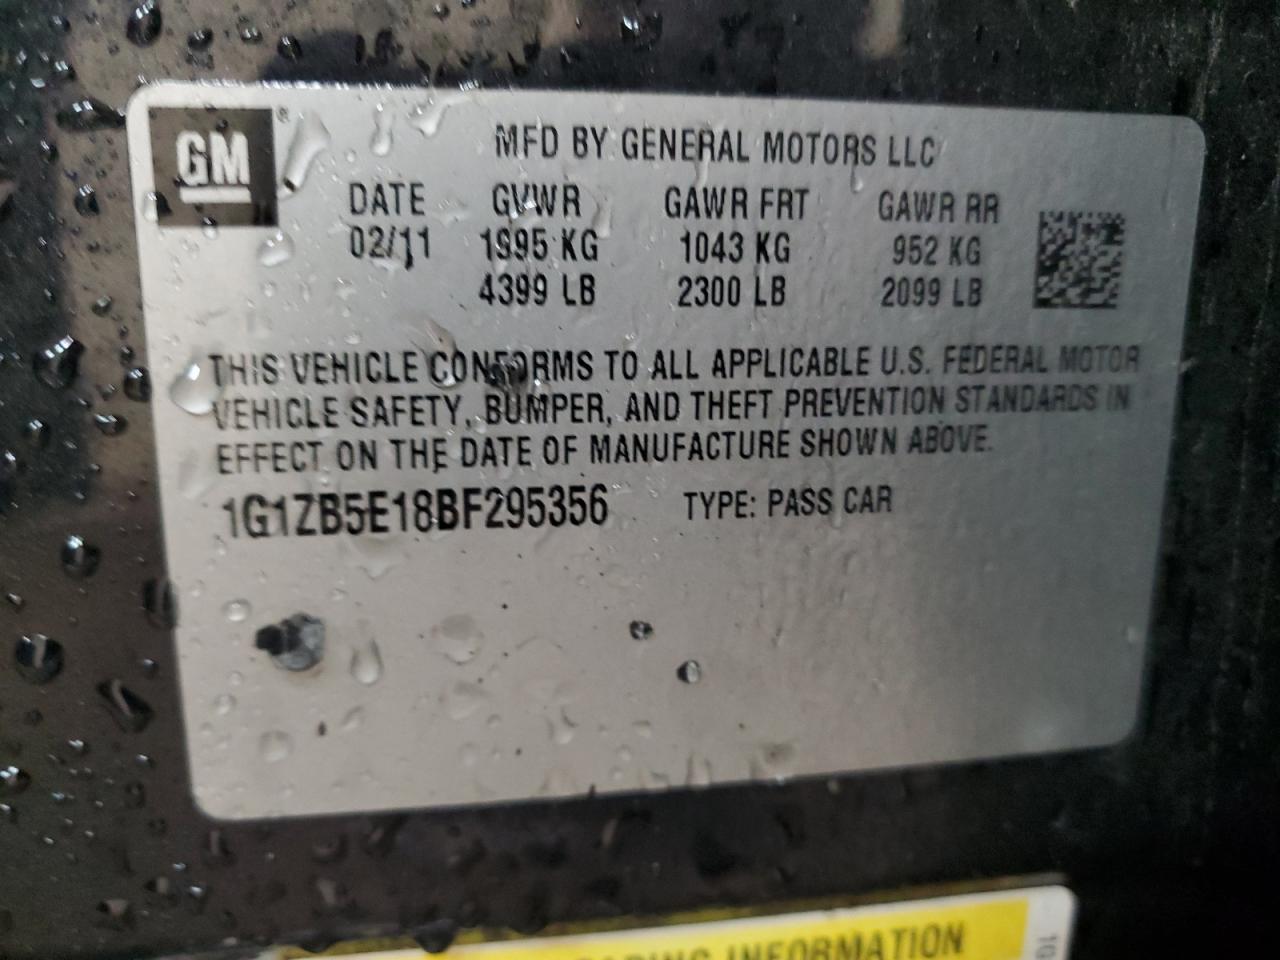 GM ®
MFD BY GENERAL MOTORS LLC
DATE GVWR GAWR FRT GAWR RR
02/11 1995 KG 1043 KG 952 KG
4399 LB 2300 LB 2099 LB
THIS VEHICLE CONFORMS TO ALL APPLICABLE U.S. FEDERAL MOTOR
VEHICLE SAFETY, BUMPER, AND THEFT PREVENTION STANDARDS IN
EFFECT ON THE DATE OF MANUFACTURE SHOWN ABOVE.
1G1ZB5E18BF295356 TYPE: PASS CAR
INFORMATION